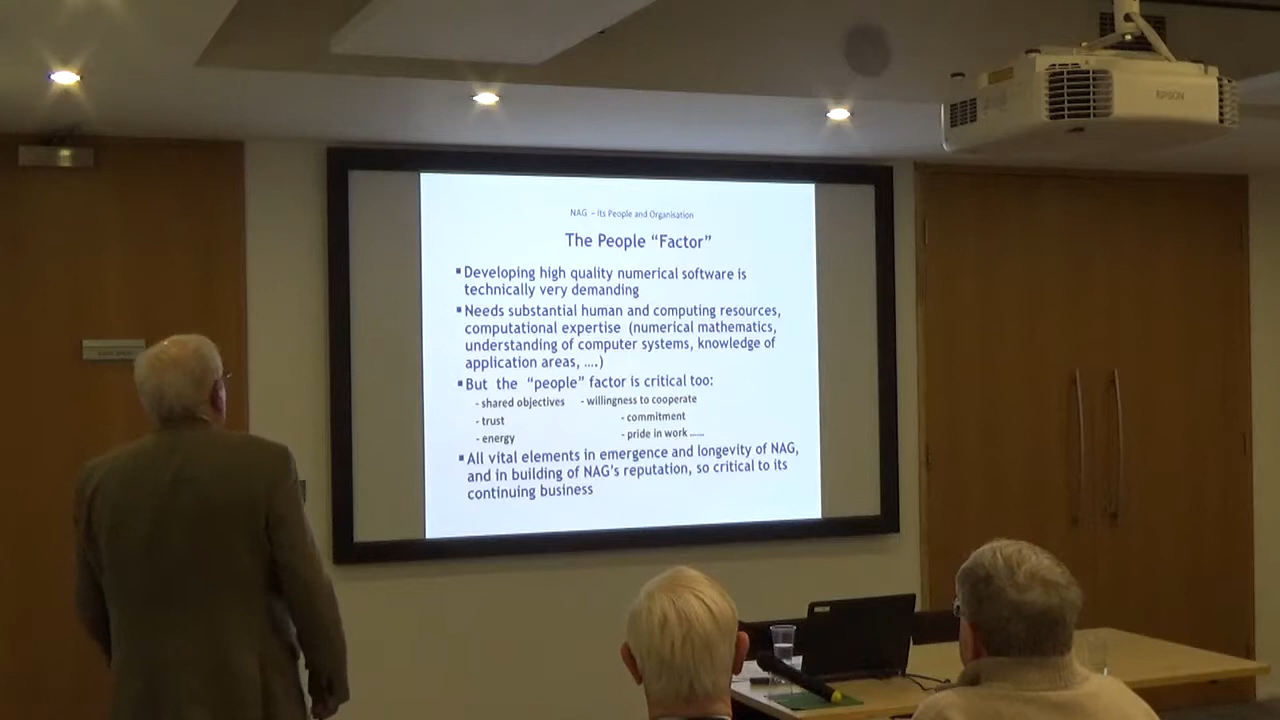 EPSON
NAG – Its People and Organisation
The People “Factor”
▪Developing high quality numerical software is
technically very demanding
▪Needs substantial human and computing resources,
computational expertise (numerical mathematics,
understanding of computer systems, knowledge of
application areas, ....)
▪But the “people” factor is critical too:
- shared objectives - willingness to cooperate
- trust - commitment
- energy - pride in work ......
▪All vital elements in emergence and longevity of NAG,
and in building of NAG's reputation, so critical to its
continuing business